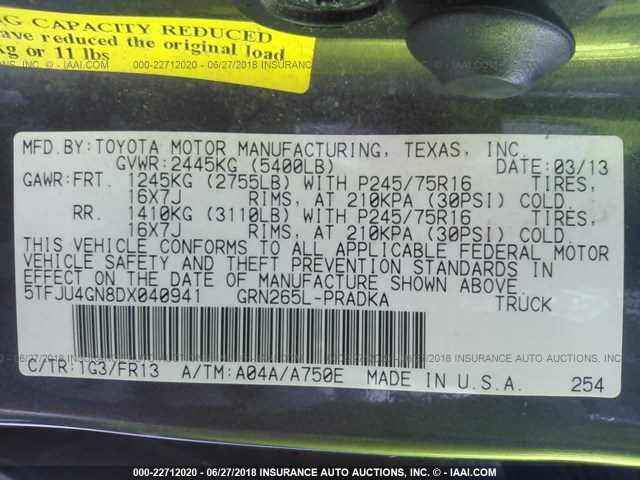 NG CAPACITY REDUCED
ave reduced the original load
kg or 11 lbs
000-22712020 - 06/27/2018 INSURANCE AUTO AUCTIONS, INC. - © IAAI.COM
MFD.BY:TOYOTA MOTOR MANUFACTURING, TEXAS, INC.
GVWR:2445KG (5400LB) DATE:03/13
GAWR:FRT. 1245KG (2755LB) WITH P245/75R16 TIRES,
16X7J RIMS, AT 210KPA (30PSI) COLD.
RR. 1410KG (3110LB) WITH P245/75R16 TIRES,
16X7J RIMS, AT 210KPA (30PSI) COLD.
THIS VEHICLE CONFORMS TO ALL APPLICABLE FEDERAL MOTOR
VEHICLE SAFETY AND THEFT PREVENTION STANDARDS IN
EFFECT ON THE DATE OF MANUFACTURE SHOWN ABOVE.
5TFJU4GN8DX040941 GRN265L-PRADKA TRUCK
C/TR:1G3/FR13 A/TM:A04A/A750E MADE IN U.S.A. 254
000-22712020 - 06/27/2018 INSURANCE AUTO AUCTIONS, INC. - © IAAI.COM